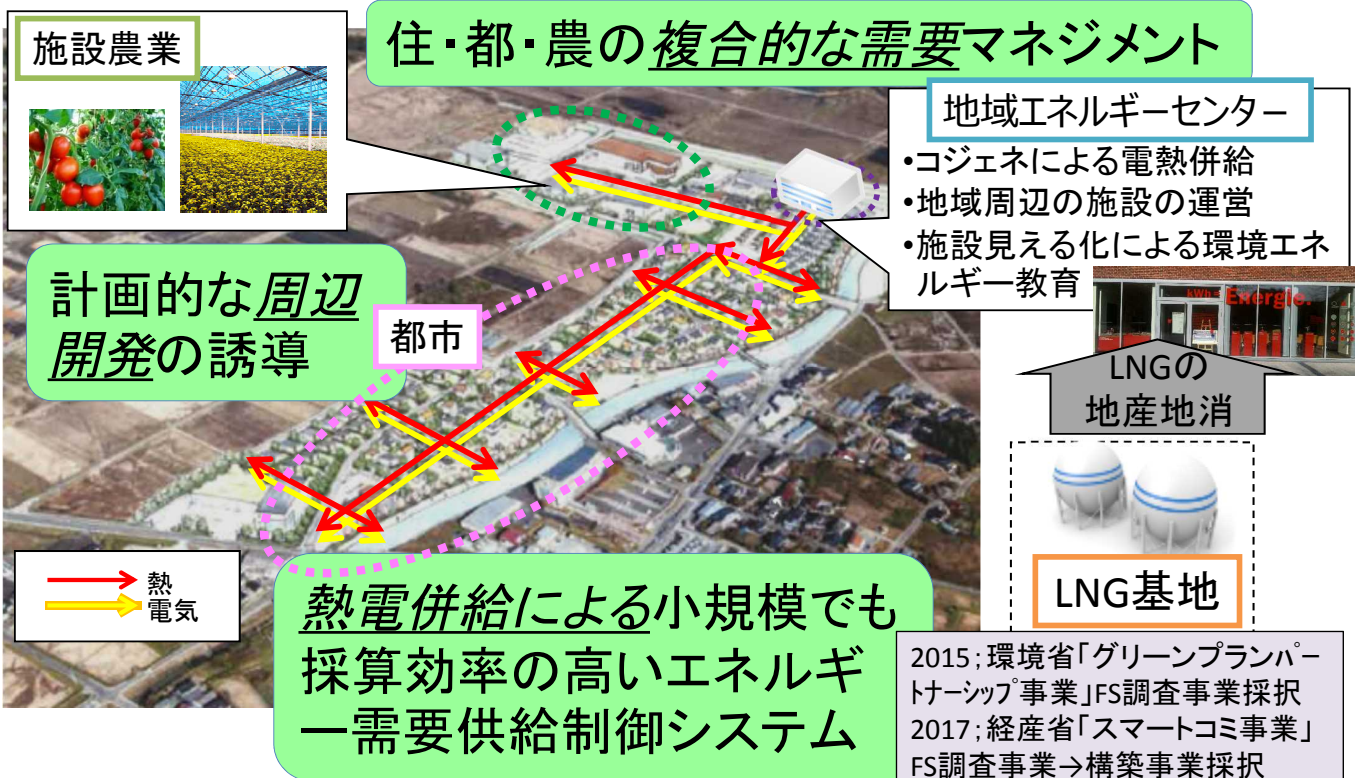 住・都・農の複合的な需要マネジメント
施設農業
地域エネルギーセンター
•コジェネによる電熱併給
•地域周辺の施設の運営
•施設見える化による環境エネ
ルギー教育
kWh= Energie.
計画的な周辺
開発の誘導
都市
LNGの
地産地消
LNG基地
熱
電気
熱電併給による小規模でも
採算効率の高いエネルギ
ー需要供給制御システム
2015;環境省「グリーンプランパー
トナーシップ事業」FS調査事業採択
2017;経産省「スマートコミ事業」
FS調査事業→構築事業採択